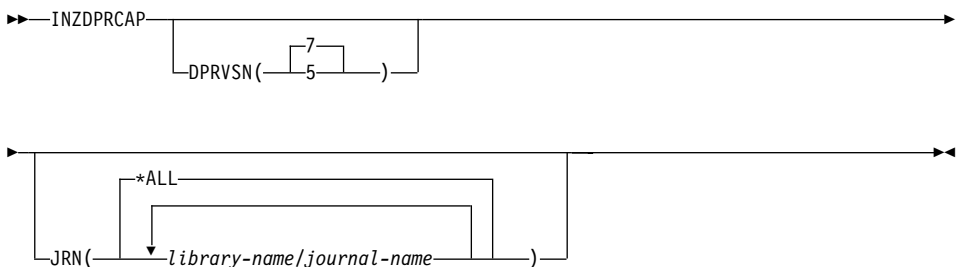 INZDPRCAP
7
DPRVSN( 5 )
*ALL
JRN( library-name/journal-name )